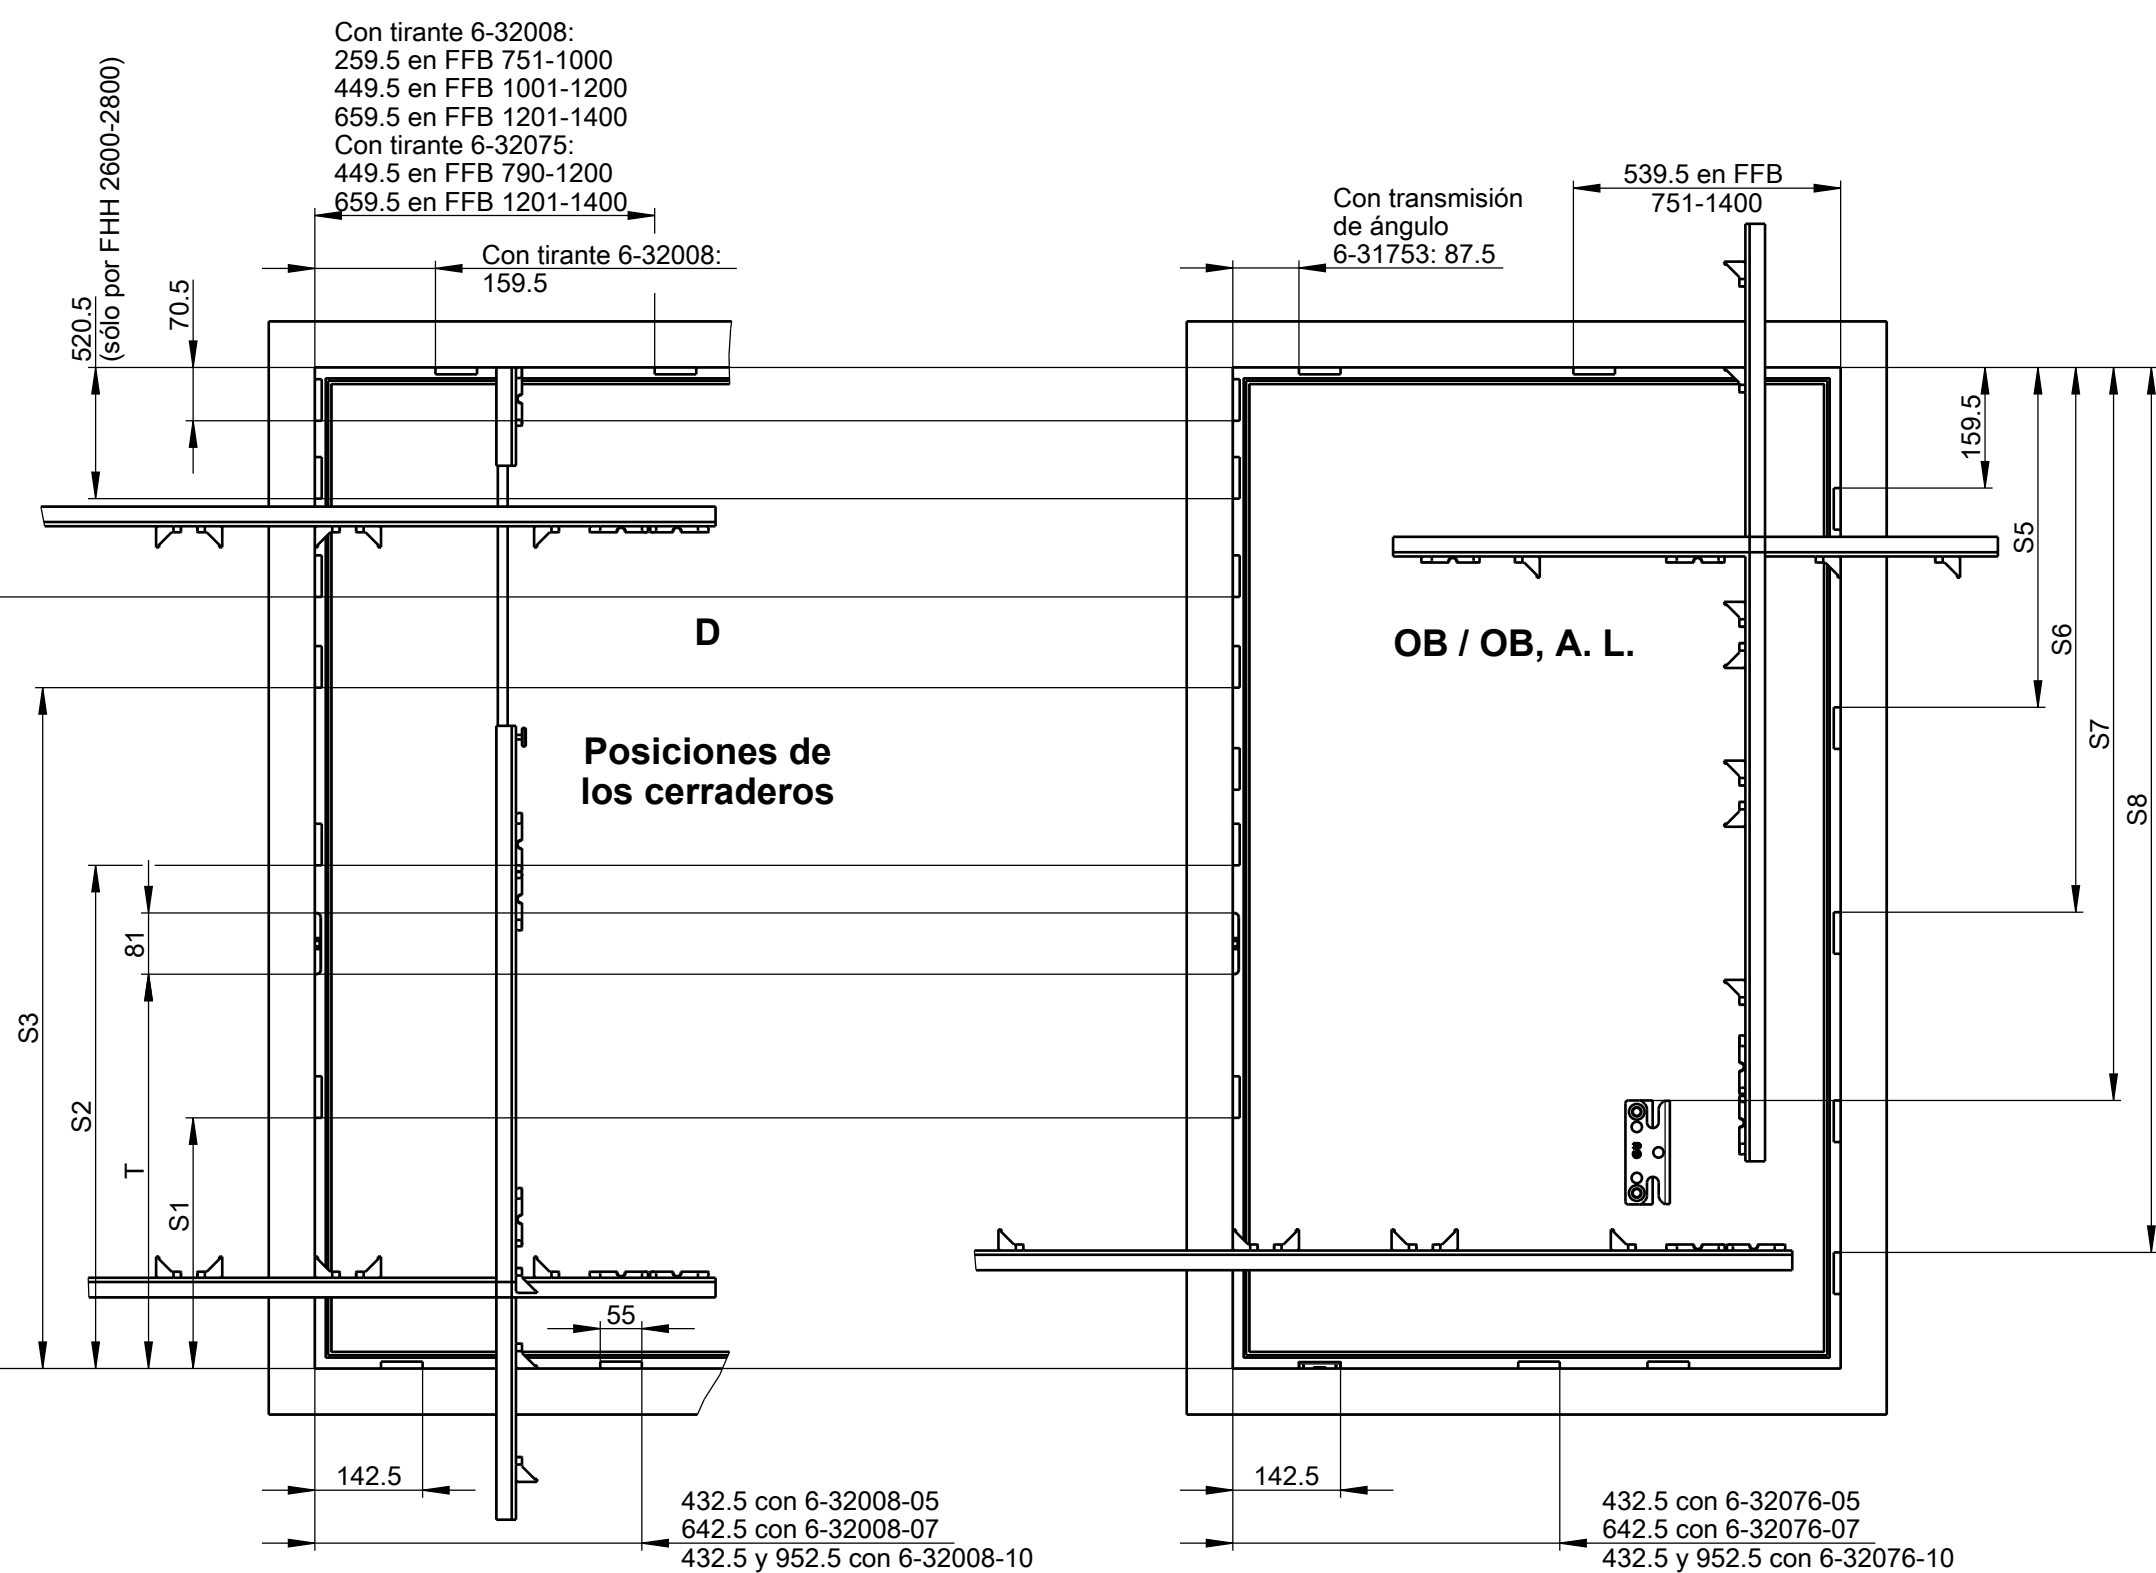 Con tirante 6-32008:
259.5 en FFB 751-1000
449.5 en FFB 1001-1200
659.5 en FFB 1201-1400
Con tirante 6-32075:
449.5 en FFB 790-1200
659.5 en FFB 1201-1400
Con tirante 6-32008:
159.5
520.5
(sólo por FHH 2600-2800)
70.5
Con transmisión
de ángulo
6-31753: 87.5
539.5 en FFB
751-1400
159.5
S5
S6
S7
S8
D
OB / OB, A. L.
Posiciones de
los cerraderos
S3
S2
81
T
S1
55
142.5
432.5 con 6-32008-05
642.5 con 6-32008-07
432.5 y 952.5 con 6-32008-10
142.5
432.5 con 6-32076-05
642.5 con 6-32076-07
432.5 y 952.5 con 6-32076-10